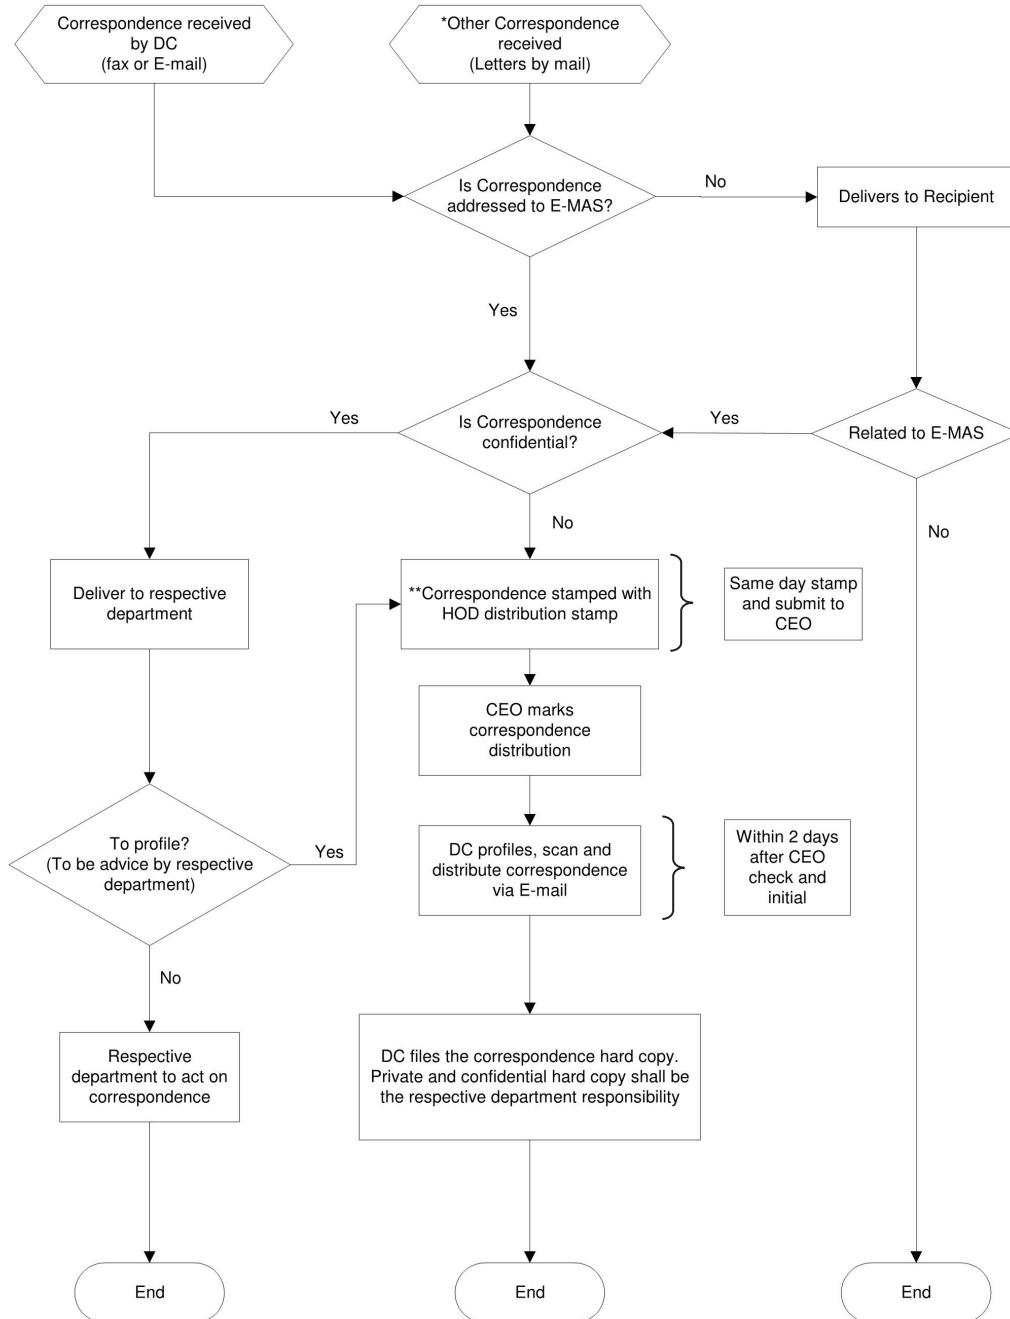 Correspondence received
by DC
(fax or E-mail)
*Other Correspondence
received
(Letters by mail)
Is Correspondence
addressed to E-MAS?
No
Delivers to Recipient
Yes
Is Correspondence
confidential?
Yes
Yes
Related to E-MAS
No
No
Deliver to respective
department
**Correspondence stamped with
HOD distribution stamp
Same day stamp
and submit to
CEO
CEO marks
correspondence
distribution
To profile?
(To be advice by respective
department)
Yes
DC profiles, scan and
distribute correspondence
via E-mail
Within 2 days
after CEO
check and
initial
No
Respective
department to act on
correspondence
DC files the correspondence hard copy.
Private and confidential hard copy shall be
the respective department responsibility
End
End
End